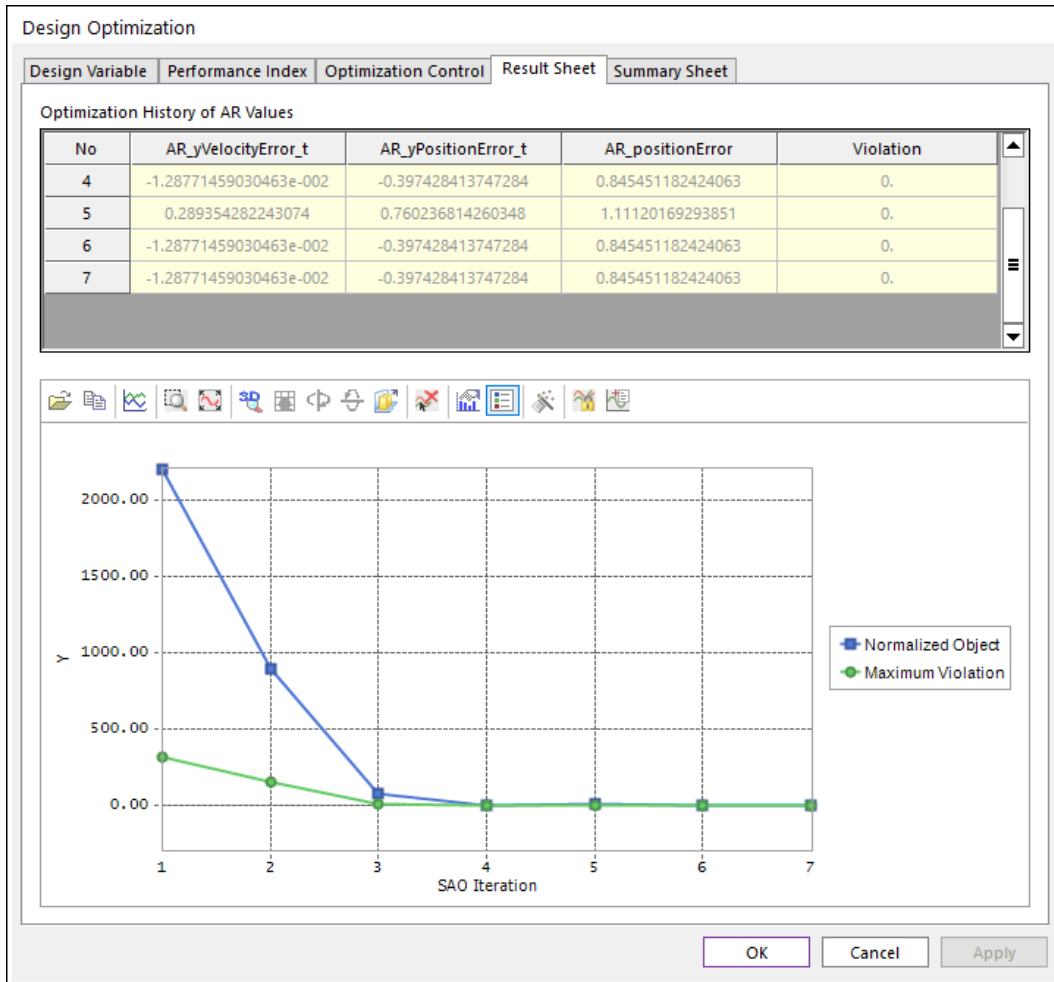 Design Optimization
Design Variable Performance Index Optimization Control Result Sheet Summary Sheet
Optimization History of AR Values
No AR_yVelocityError_t AR_yPositionError_t AR_positionError Violation
4 -1.28771459030463e-002 -0.397428413747284 0.845451182424063 0.
5 0.289354282243074 0.760236814260348 1.11120169293851 0.
6 -1.28771459030463e-002 -0.397428413747284 0.845451182424063 0.
7 -1.28771459030463e-002 -0.397428413747284 0.845451182424063 0.
3D
2000.00
1500.00
1000.00
500.00
0.00
Y
1 2 3 4 5 6 7
SAO Iteration
Normalized Object
Maximum Violation
OK Cancel Apply